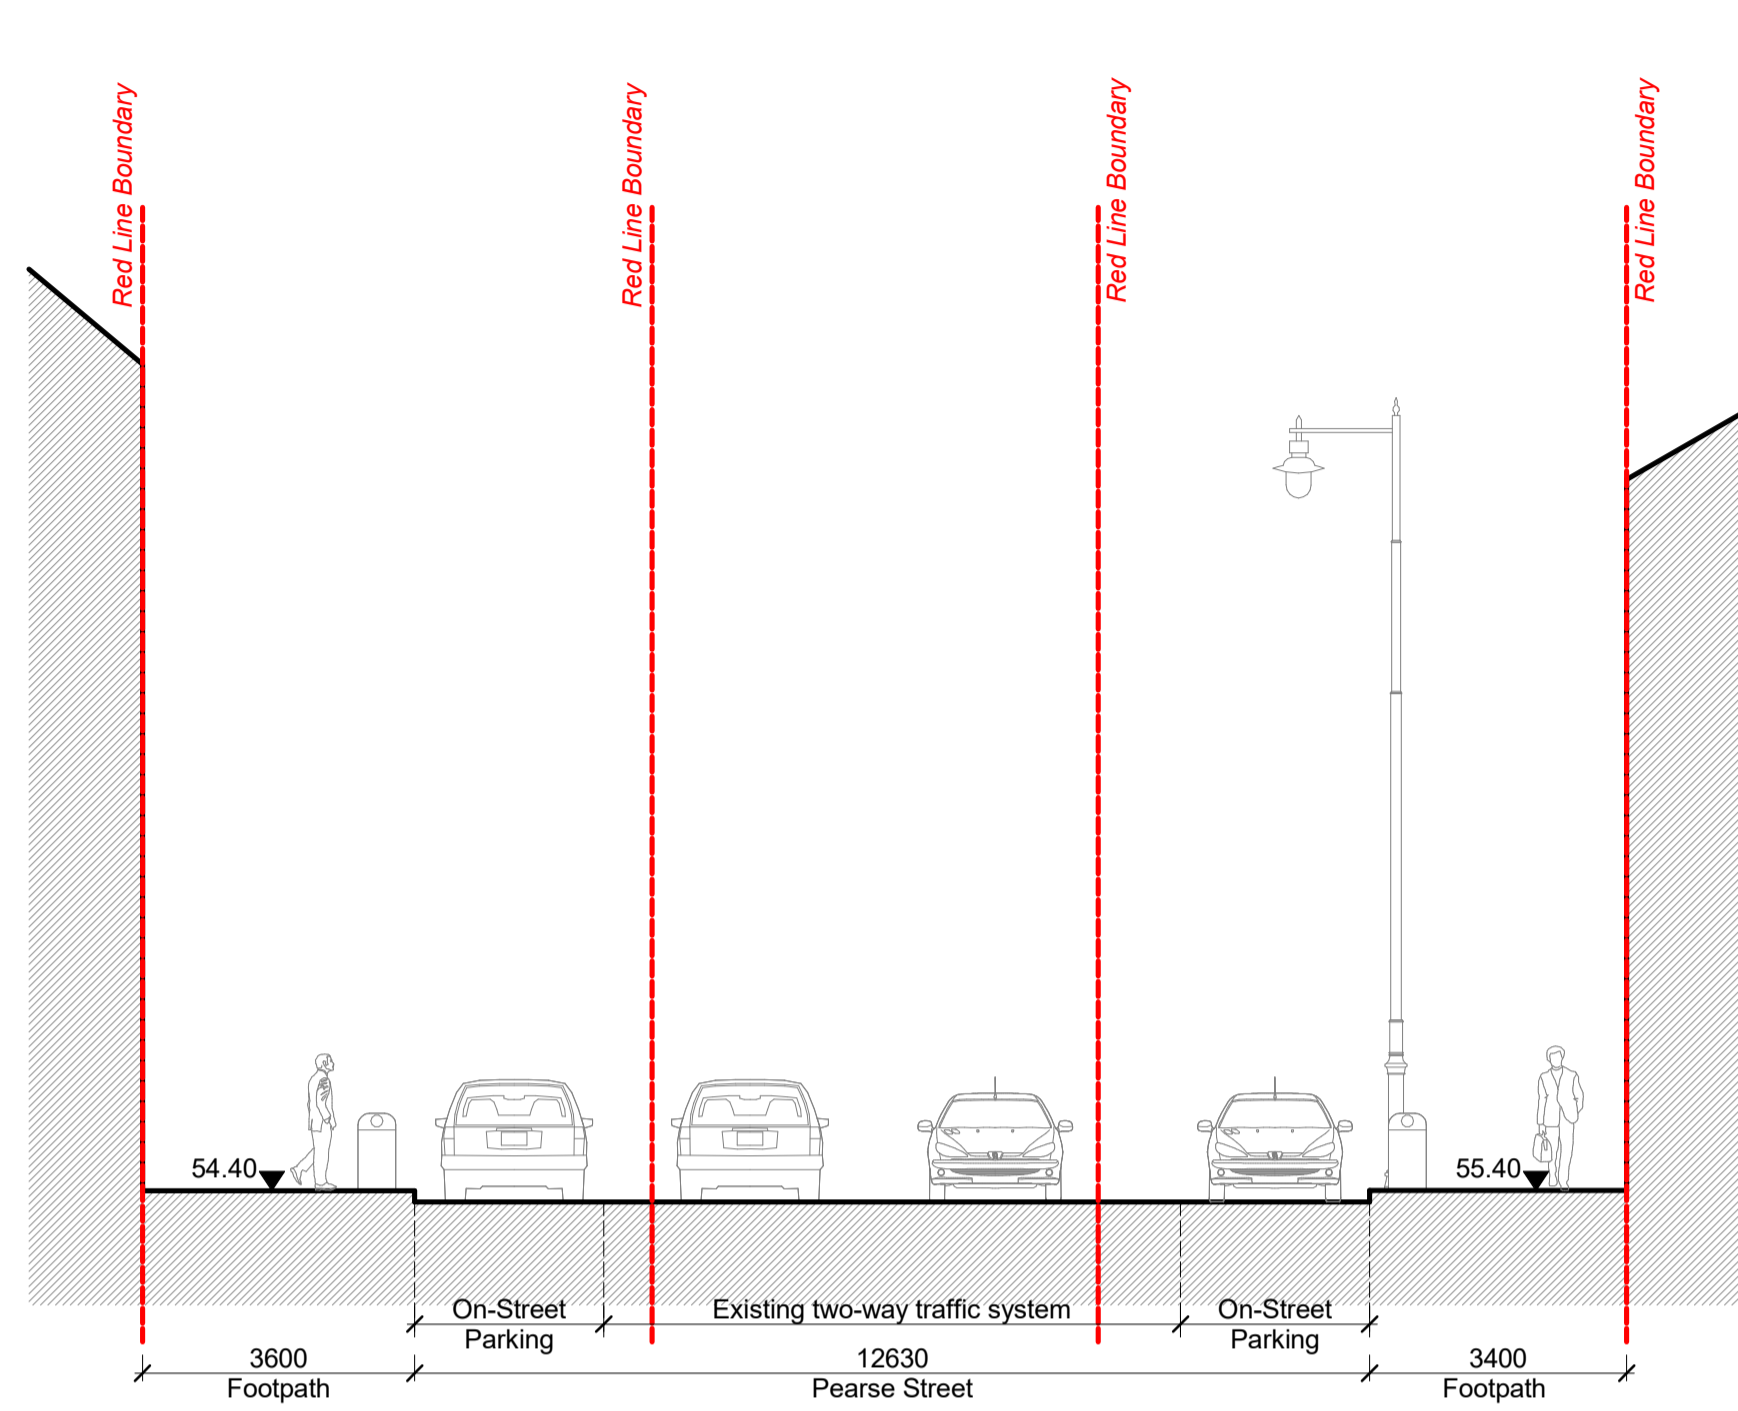 Red Line Boundary
Red Line Boundary
Red Line Boundary
Red Line Boundary
54.40
55.40
On-Street
Parking
Existing two-way traffic system
On-Street
Parking
3600
Footpath
12630
Pearse Street
3400
Footpath